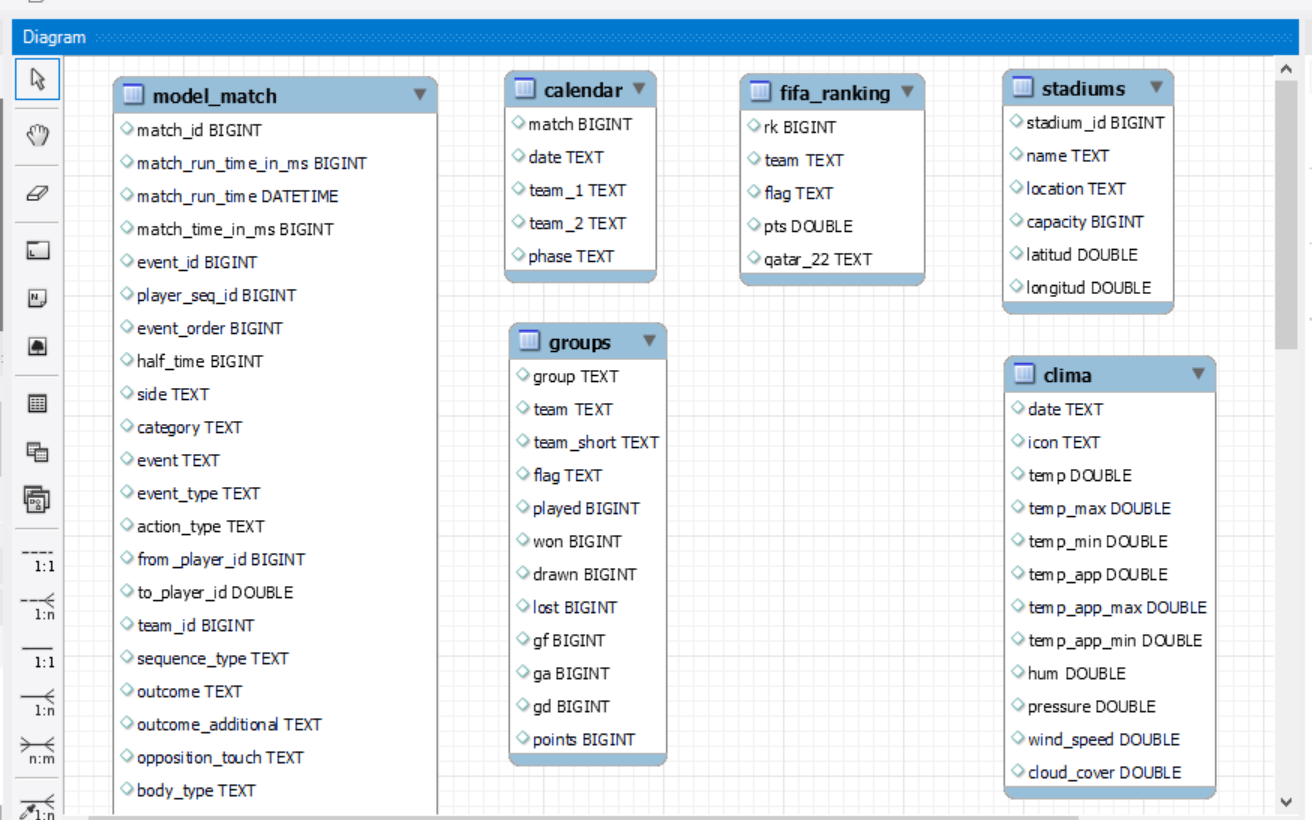 Diagram
model_match
match_id BIGINT
match_run_time_in_ms BIGINT
match_run_time DATETIME
match_time_in_ms BIGINT
event_id BIGINT
player_seq_id BIGINT
event_order BIGINT
half_time BIGINT
side TEXT
category TEXT
event TEXT
event_type TEXT
action_type TEXT
from_player_id BIGINT
to_player_id DOUBLE
team_id BIGINT
sequence_type TEXT
outcome TEXT
outcome_additional TEXT
opposition_touch TEXT
body_type TEXT
calendar
match BIGINT
date TEXT
team_1 TEXT
team_2 TEXT
phase TEXT
groups
group TEXT
team TEXT
team_short TEXT
flag TEXT
played BIGINT
won BIGINT
drawn BIGINT
lost BIGINT
gf BIGINT
ga BIGINT
gd BIGINT
points BIGINT
fifa_ranking
rk BIGINT
team TEXT
flag TEXT
pts DOUBLE
qatar_22 TEXT
stadiums
stadium_id BIGINT
name TEXT
location TEXT
capacity BIGINT
latitud DOUBLE
longitud DOUBLE
clima
date TEXT
icon TEXT
temp DOUBLE
temp_max DOUBLE
temp_min DOUBLE
temp_app DOUBLE
temp_app_max DOUBLE
temp_app_min DOUBLE
hum DOUBLE
pressure DOUBLE
wind_speed DOUBLE
cloud_cover DOUBLE
1:1
1:n
1:1
1:n
n:m
1:n